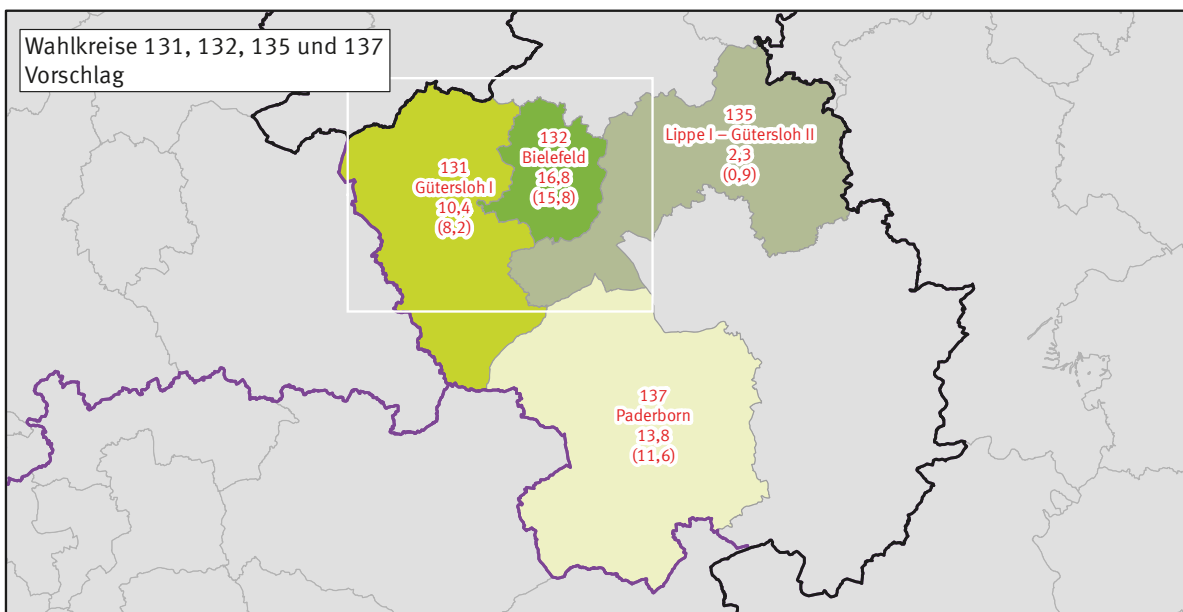 Wahlkreise 131, 132, 135 und 137
Vorschlag
135
Lippe I – Gütersloh II
2,3
(0,9)
132
Bielefeld
16,8
(15,8)
131
Gütersloh I
10,4
(8,2)
137
Paderborn
13,8
(11,6)